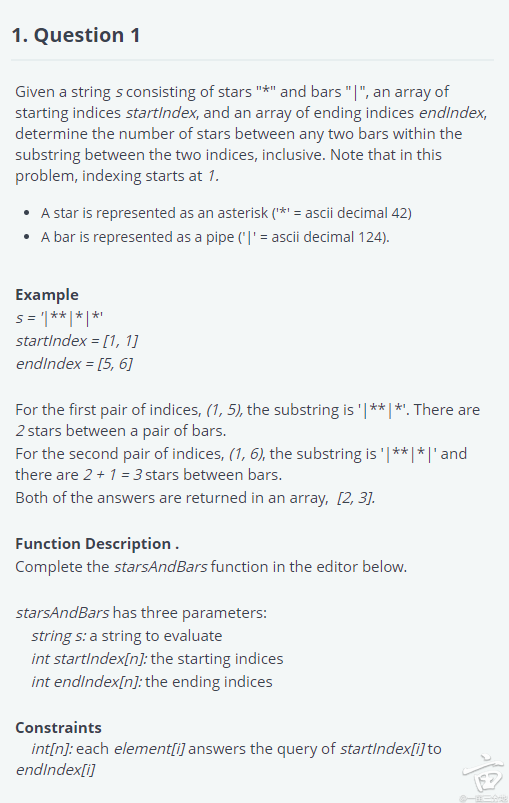 1. Question 1
Given a string s consisting of stars "*" and bars "|", an array of
starting indices startIndex, and an array of ending indices endIndex,
determine the number of stars between any two bars within the
substring between the two indices, inclusive. Note that in this
problem, indexing starts at 1.
• A star is represented as an asterisk ('*' = ascii decimal 42)
• A bar is represented as a pipe ('|' = ascii decimal 124).
Example
s = '|**|*|*'
startIndex = [1, 1]
endIndex = [5, 6]
For the first pair of indices, (1, 5), the substring is '|**|*'. There are
2 stars between a pair of bars.
For the second pair of indices, (1, 6), the substring is '|**|*|' and
there are 2 + 1 = 3 stars between bars.
Both of the answers are returned in an array, [2, 3].
Function Description .
Complete the starsAndBars function in the editor below.
starsAndBars has three parameters:
string s: a string to evaluate
int startIndex[n]: the starting indices
int endIndex[n]: the ending indices
Constraints
int[n]: each element[i] answers the query of startIndex[i] to
endIndex[i]